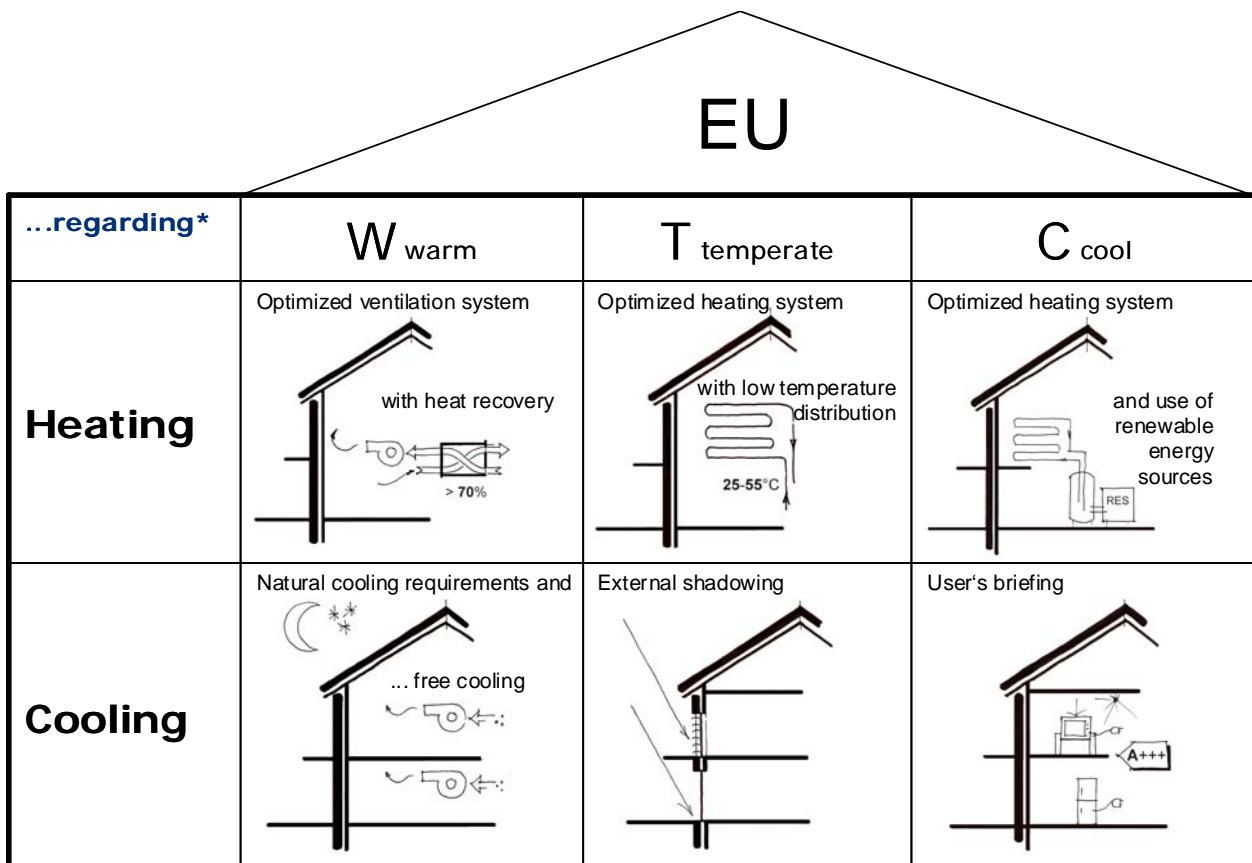 EU
...regarding*
W warm
T temperate
C cool
Heating
Optimized ventilation system
with heat recovery
> 70%
Optimized heating system
with low temperature
distribution
25-55°C
Optimized heating system
and use of
renewable
energy
sources
RES
Cooling
Natural cooling requirements and
... free cooling
External shadowing
User‘s briefing
A+++